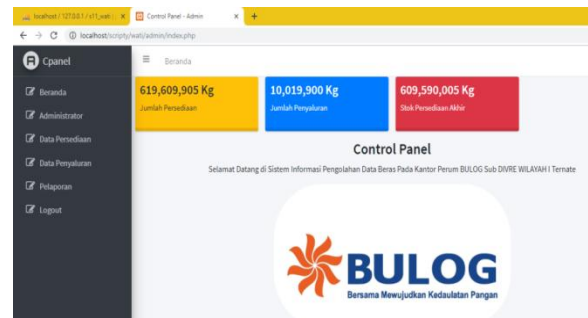 localhost / 127.0.0.1 / s11_wati
Control Panel - Admin
localhost/scripty/wati/admin/index.php
Cpanel
Beranda
Beranda
Administrator
Data Persediaan
Data Penyaluran
Pelaporan
Logout
619,609,905 Kg
Jumlah Persediaan
10,019,900 Kg
Jumlah Penyaluran
609,590,005 Kg
Stok Persediaan Akhir
Control Panel
Selamat Datang di Sistem Informasi Pengolahan Data Beras Pada Kantor Perum BULOG Sub DIVRE WILAYAH I Ternate
BULOG
Bersama Mewujudkan Kedaulatan Pangan